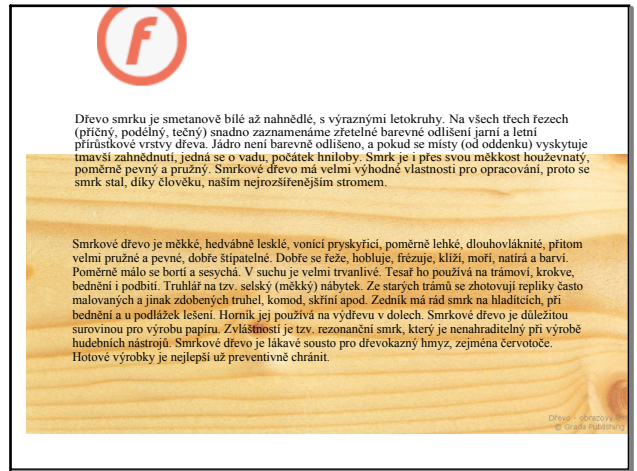 f
Dřevo smrku je smetanově bílé až nahnědlé, s výraznými letokruhy. Na všech třech řezech
(příčný, podélný, tečný) snadno zaznamenáme zřetelné barevné odlišení jarní a letní
přírůstkové vrstvy dřeva. Jádro není barevně odlišeno, a pokud se místy (od oddenku) vyskytuje
tmavší zahnědnutí, jedná se o vadu, počátek hniloby. Smrk je i přes svou měkkost houževnatý,
poměrně pevný a pružný. Smrkové dřevo má velmi výhodné vlastnosti pro opracování, proto se
smrk stal, díky člověku, naším nejrozšířenějším stromem.
Smrkové dřevo je měkké, hedvábně lesklé, vonící pryskyřicí, poměrně lehké, dlouhovláknité, přitom
velmi pružné a pevné, dobře štípatelné. Dobře se řeže, hobluje, frézuje, klíží, moří, natírá a barví.
Poměrně málo se bortí a sesychá. V suchu je velmi trvanlivé. Tesař ho používá na trámoví, krokve,
bednění i podbití. Truhlář na tzv. selský (měkký) nábytek. Ze starých trámů se zhotovují repliky často
malovaných a jinak zdobených truhel, komod, skříní apod. Zedník má rád smrk na hladítcích, při
bednění a u podlážek lešení. Horník jej používá na výdřevu v dolech. Smrkové dřevo je důležitou
surovinou pro výrobu papíru. Zvláštností je tzv. rezonanční smrk, který je nenahraditelný při výrobě
hudebních nástrojů. Smrkové dřevo je lákavé sousto pro dřevokazný hmyz, zejména červotoče.
Hotové výrobky je nejlepší už preventivně chránit.
Dřevo - obrazový
© Grada Publishing